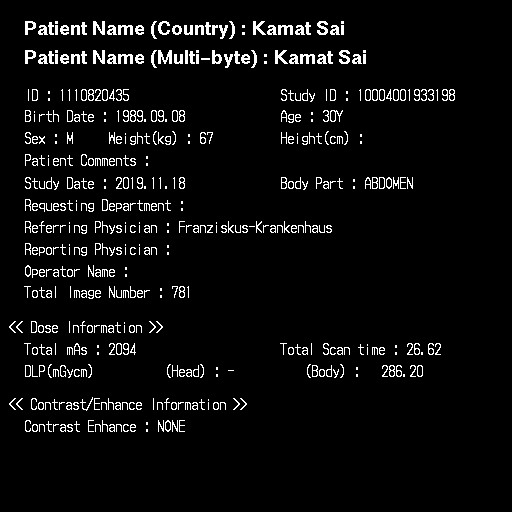 Patient Name (Country) : Kamat Sai
Patient Name (Multi-byte) : Kamat Sai
ID : 1110820435 Study ID : 10004001933198
Birth Date : 1989.09.08 Age : 30Y
Sex : M Weight(kg) : 67 Height(cm) :
Patient Comments :
Study Date : 2019.11.18 Body Part : ABDOMEN
Requesting Department :
Referring Physician : Franziskus-Krankenhaus
Reporting Physician :
Operator Name :
Total Image Number : 781
<< Dose Information >>
Total mAs : 2094 Total Scan time : 26.62
DLP(mGycm) (Head) : - (Body) : 286.20
<< Contrast/Enhance Information >>
Contrast Enhance : NONE